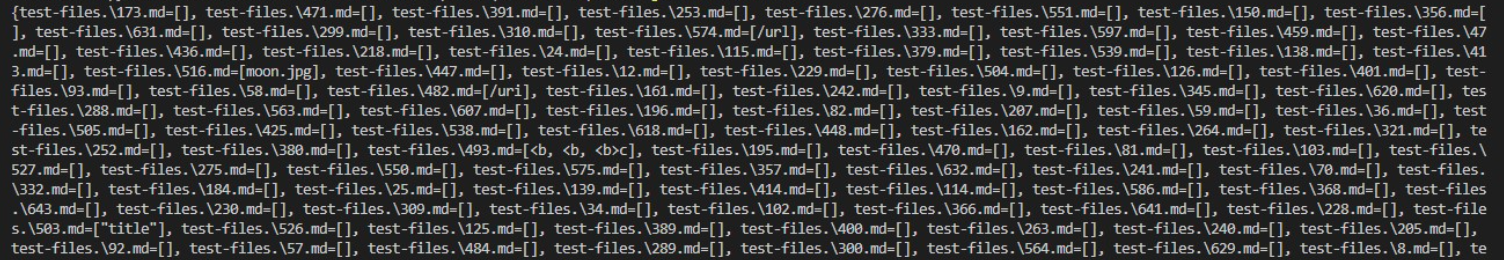 {test-files.\173.md=[], test-files.\471.md=[], test-files.\391.md=[], test-files.\253.md=[], test-files.\276.md=[], test-files.\551.md=[], test-files.\150.md=[], test-files.\356.md=[
], test-files.\631.md=[], test-files.\299.md=[], test-files.\310.md=[], test-files.\574.md=[/url], test-files.\333.md=[], test-files.\597.md=[], test-files.\459.md=[], test-files.\47
.md=[], test-files.\436.md=[], test-files.\218.md=[], test-files.\24.md=[], test-files.\115.md=[], test-files.\379.md=[], test-files.\539.md=[], test-files.\138.md=[], test-files.\41
3.md=[], test-files.\516.md=[moon.jpg], test-files.\447.md=[], test-files.\12.md=[], test-files.\229.md=[], test-files.\504.md=[], test-files.\126.md=[], test-files.\401.md=[], test-
files.\93.md=[], test-files.\58.md=[], test-files.\482.md=[/uri], test-files.\161.md=[], test-files.\242.md=[], test-files.\9.md=[], test-files.\345.md=[], test-files.\620.md=[], tes
t-files.\288.md=[], test-files.\563.md=[], test-files.\607.md=[], test-files.\196.md=[], test-files.\82.md=[], test-files.\207.md=[], test-files.\59.md=[], test-files.\36.md=[], test
-files.\505.md=[], test-files.\425.md=[], test-files.\538.md=[], test-files.\618.md=[], test-files.\448.md=[], test-files.\162.md=[], test-files.\264.md=[], test-files.\321.md=[], te
st-files.\252.md=[], test-files.\380.md=[], test-files.\493.md=[<b, <b, <b>c], test-files.\195.md=[], test-files.\470.md=[], test-files.\81.md=[], test-files.\103.md=[], test-files.\
527.md=[], test-files.\275.md=[], test-files.\550.md=[], test-files.\575.md=[], test-files.\357.md=[], test-files.\632.md=[], test-files.\241.md=[], test-files.\70.md=[], test-files.
\332.md=[], test-files.\184.md=[], test-files.\25.md=[], test-files.\139.md=[], test-files.\414.md=[], test-files.\114.md=[], test-files.\586.md=[], test-files.\368.md=[], test-files
.\643.md=[], test-files.\230.md=[], test-files.\309.md=[], test-files.\34.md=[], test-files.\102.md=[], test-files.\366.md=[], test-files.\641.md=[], test-files.\228.md=[], test-file
s.\503.md=["title"], test-files.\526.md=[], test-files.\125.md=[], test-files.\389.md=[], test-files.\400.md=[], test-files.\263.md=[], test-files.\240.md=[], test-files.\205.md=[],
test-files.\92.md=[], test-files.\57.md=[], test-files.\484.md=[], test-files.\289.md=[], test-files.\300.md=[], test-files.\564.md=[], test-files.\629.md=[], test-files.\8.md=[], te